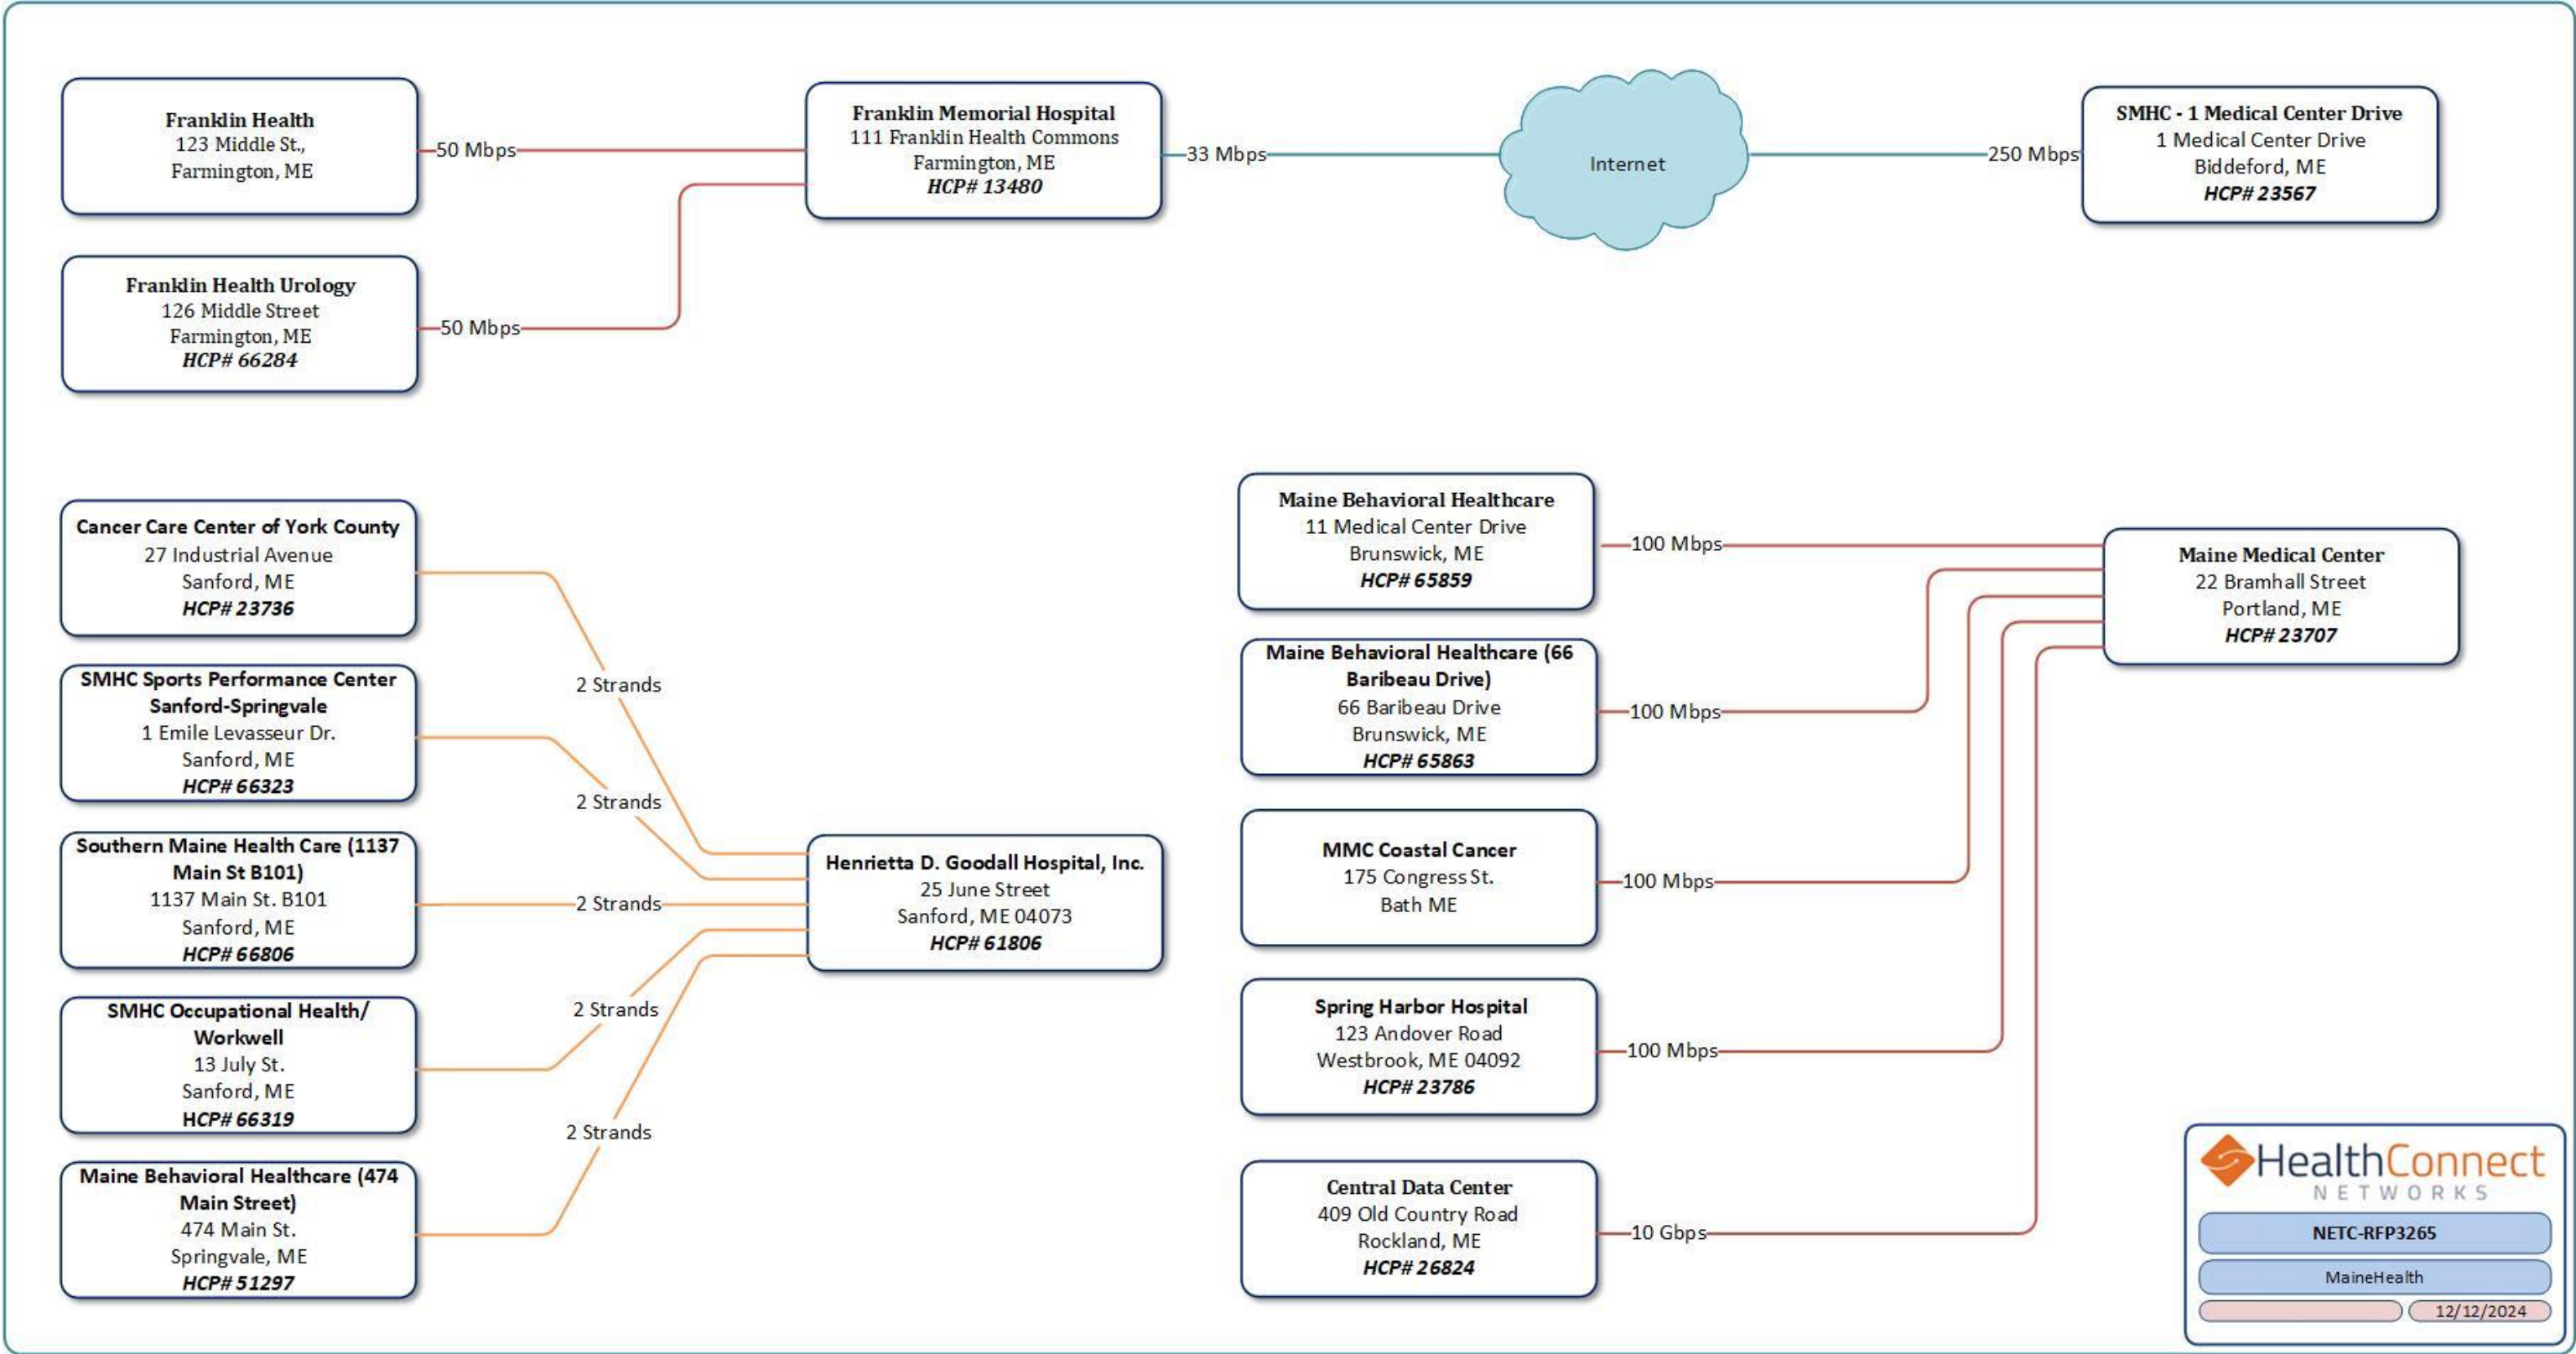 Franklin Health
123 Middle St.,
Farmington, ME
50 Mbps
Franklin Memorial Hospital
111 Franklin Health Commons
Farmington, ME
HCP# 13480
33 Mbps
Internet
250 Mbps
SMHC - 1 Medical Center Drive
1 Medical Center Drive
Biddeford, ME
HCP# 23567
Franklin Health Urology
126 Middle Street
Farmington, ME
HCP# 66284
50 Mbps
Cancer Care Center of York County
27 Industrial Avenue
Sanford, ME
HCP# 23736
2 Strands
SMHC Sports Performance Center
Sanford-Springvale
1 Emile Levasseur Dr.
Sanford, ME
HCP# 66323
2 Strands
Southern Maine Health Care (1137
Main St B101)
1137 Main St. B101
Sanford, ME
HCP# 66806
2 Strands
SMHC Occupational Health/
Workwell
13 July St.
Sanford, ME
HCP# 66319
2 Strands
Maine Behavioral Healthcare (474
Main Street)
474 Main St.
Springvale, ME
HCP# 51297
2 Strands
Henrietta D. Goodall Hospital, Inc.
25 June Street
Sanford, ME 04073
HCP# 61806
Maine Behavioral Healthcare
11 Medical Center Drive
Brunswick, ME
HCP# 65859
100 Mbps
Maine Behavioral Healthcare (66
Baribeau Drive)
66 Baribeau Drive
Brunswick, ME
HCP# 65863
100 Mbps
MMC Coastal Cancer
175 Congress St.
Bath ME
100 Mbps
Spring Harbor Hospital
123 Andover Road
Westbrook, ME 04092
HCP# 23786
100 Mbps
Central Data Center
409 Old Country Road
Rockland, ME
HCP# 26824
10 Gbps
Maine Medical Center
22 Bramhall Street
Portland, ME
HCP# 23707
HealthConnect
NETWORKS
NETC-RFP3265
MaineHealth
12/12/2024